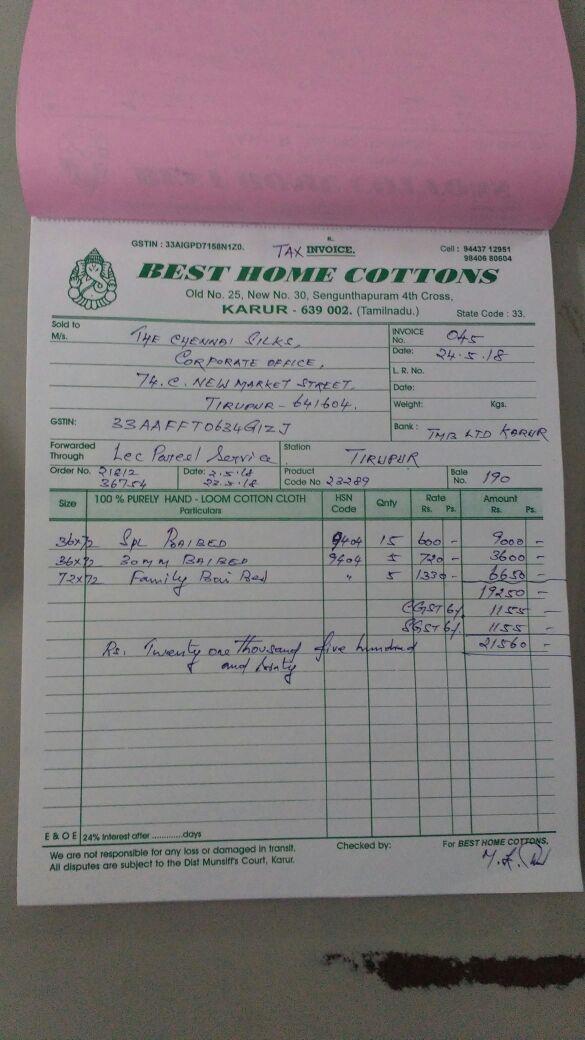 GSTIN : 33AIGPD7158N1Z0.
TAX INVOICE.
Cell : 94437 12951
98406 80604
BEST HOME COTTONS
Old No. 25, New No. 30, Sengunthapuram 4th Cross,
KARUR - 639 002. (Tamilnadu.)
State Code : 33.
Sold to
M/s. THE CHENNAI SILKS,
CORPORATE OFFICE,
74.C. NEW MARKET STREET,
TIRUPUR - 641604.
GSTIN: 33AAFFT0634G1ZJ
INVOICE No. 045
Date: 24.5.18
L. R. No.
Date:
Weight: Kgs.
Bank : TMB LTD KARUR
Forwarded Through Lec Parcel Service
Station TIRUPUR
Order No. 21812
36754
Date: 2.5.18
22.5.18
Product Code No 23289
Bale No. 190
Size 100 % PURELY HAND - LOOM COTTON CLOTH Particulars HSN Code Qnty Rate Rs. Ps. Amount Rs. Ps.
36x72 Spl BAIBED 9404 15 600 - 9000 -
36x72 30MM BAIBED 9404 5 720 - 3600 -
72x72 Family Bai Bed " 5 1330 - 6650 -
19250 -
CGST 6% 1155 -
SGST 6% 1155 -
21560 -
Rs. Twenty one thousand five hundred
and sixty
E & O E 24% Interest after .............days
We are not responsible for any loss or damaged in transit.
All disputes are subject to the Dist Munsiff's Court, Karur.
Checked by:
For BEST HOME COTTONS.